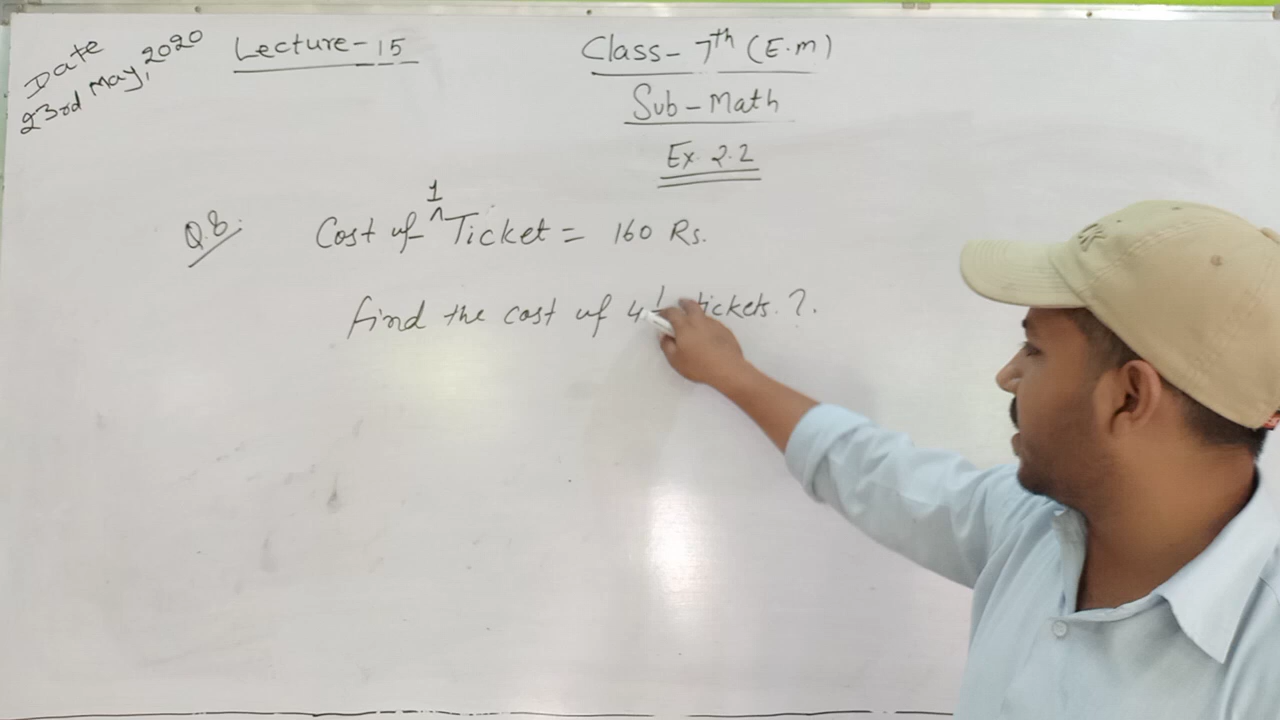 Date
23rd May, 2020
Lecture-15
Class- 7th (E.m)
Sub-Math
Ex. 2.2
Q.8. Cost of 1 Ticket = 160 Rs.
find the cost of 4 tickets.?.